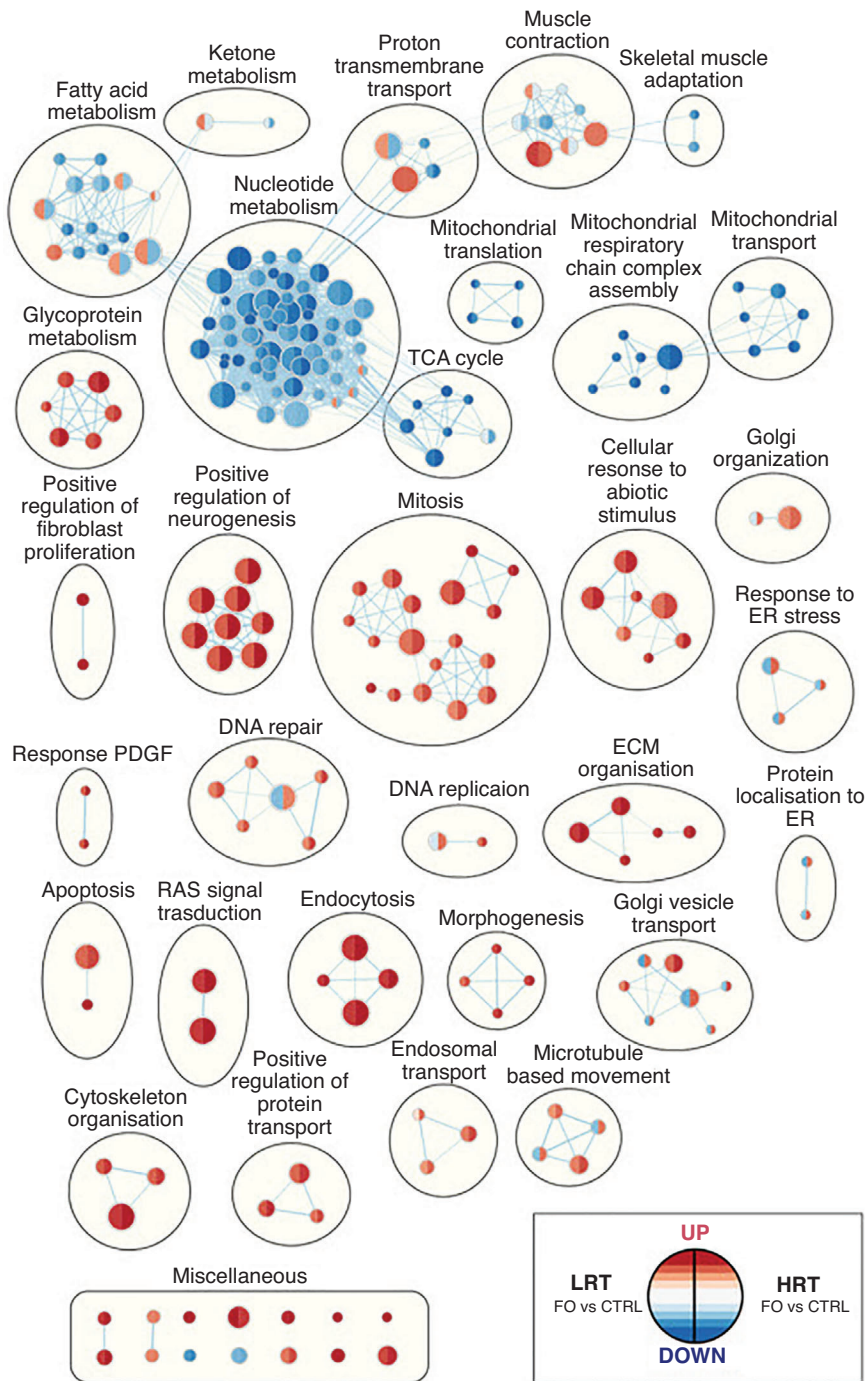 Ketone
metabolism
Fatty acid
metabolism
Proton
transmembrane
transport
Muscle
contraction
Skeletal muscle
adaptation
Nucleotide
metabolism
Mitochondrial
translation
Mitochondrial
respiratory
chain complex
assembly
Mitochondrial
transport
Glycoprotein
metabolism
TCA cycle
Positive
regulation of
fibroblast
proliferation
Positive
regulation of
neurogenesis
Mitosis
Cellular
resonse to
abiotic
stimulus
Golgi
organization
Response to
ER stress
Response PDGF
DNA repair
DNA replicaion
ECM
organisation
Protein
localisation to
ER
Apoptosis
RAS signal
trasduction
Endocytosis
Morphogenesis
Golgi vesicle
transport
Cytoskeleton
organisation
Positive
regulation of
protein
transport
Endosomal
transport
Microtubule
based movement
Miscellaneous
UP
LRT
FO vs CTRL
HRT
FO vs CTRL
DOWN